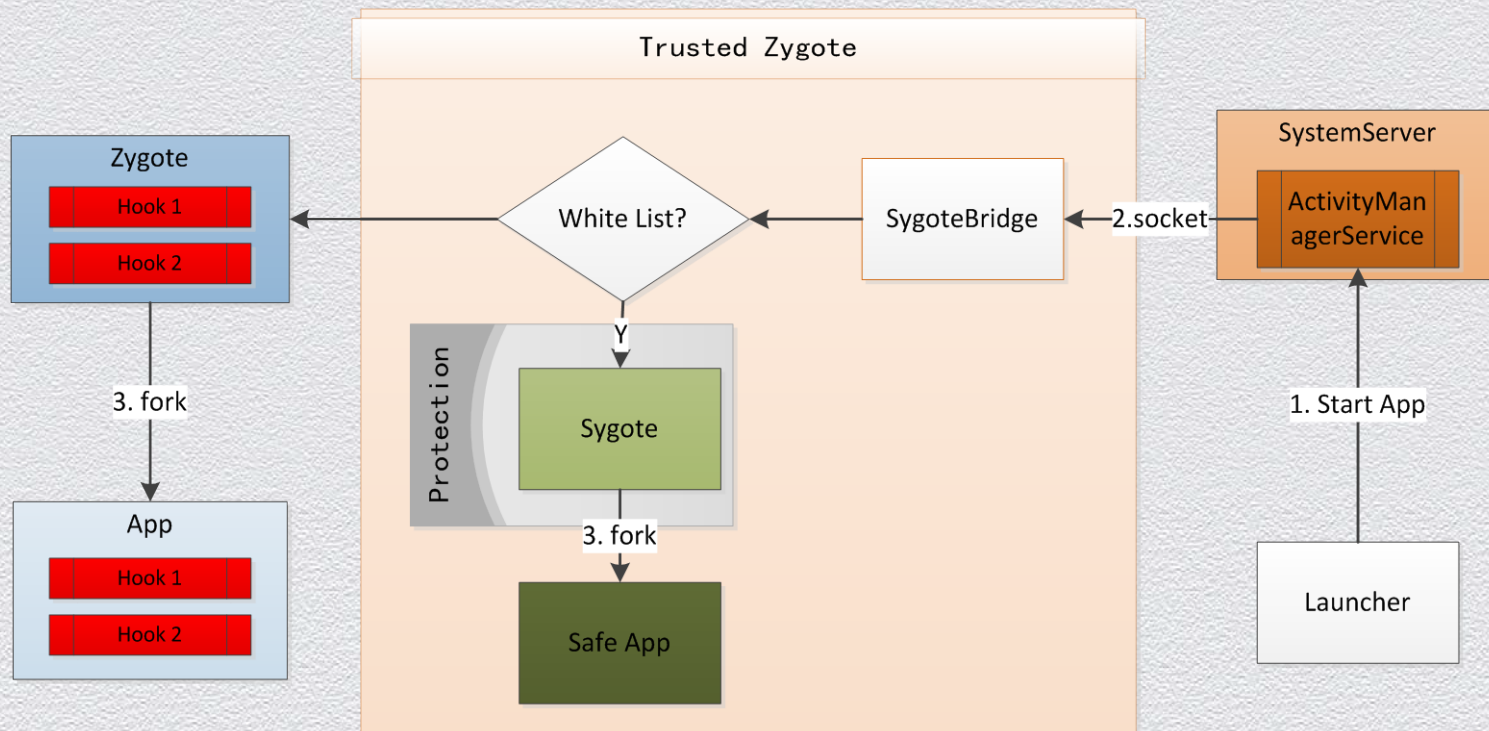 Trusted Zygote
Zygote
Hook 1
Hook 2
3. fork
App
Hook 1
Hook 2
White List?
Y
Protection
Sygote
3. fork
Safe App
SygoteBridge
2.socket
SystemServer
ActivityMan
agerService
1. Start App
Launcher